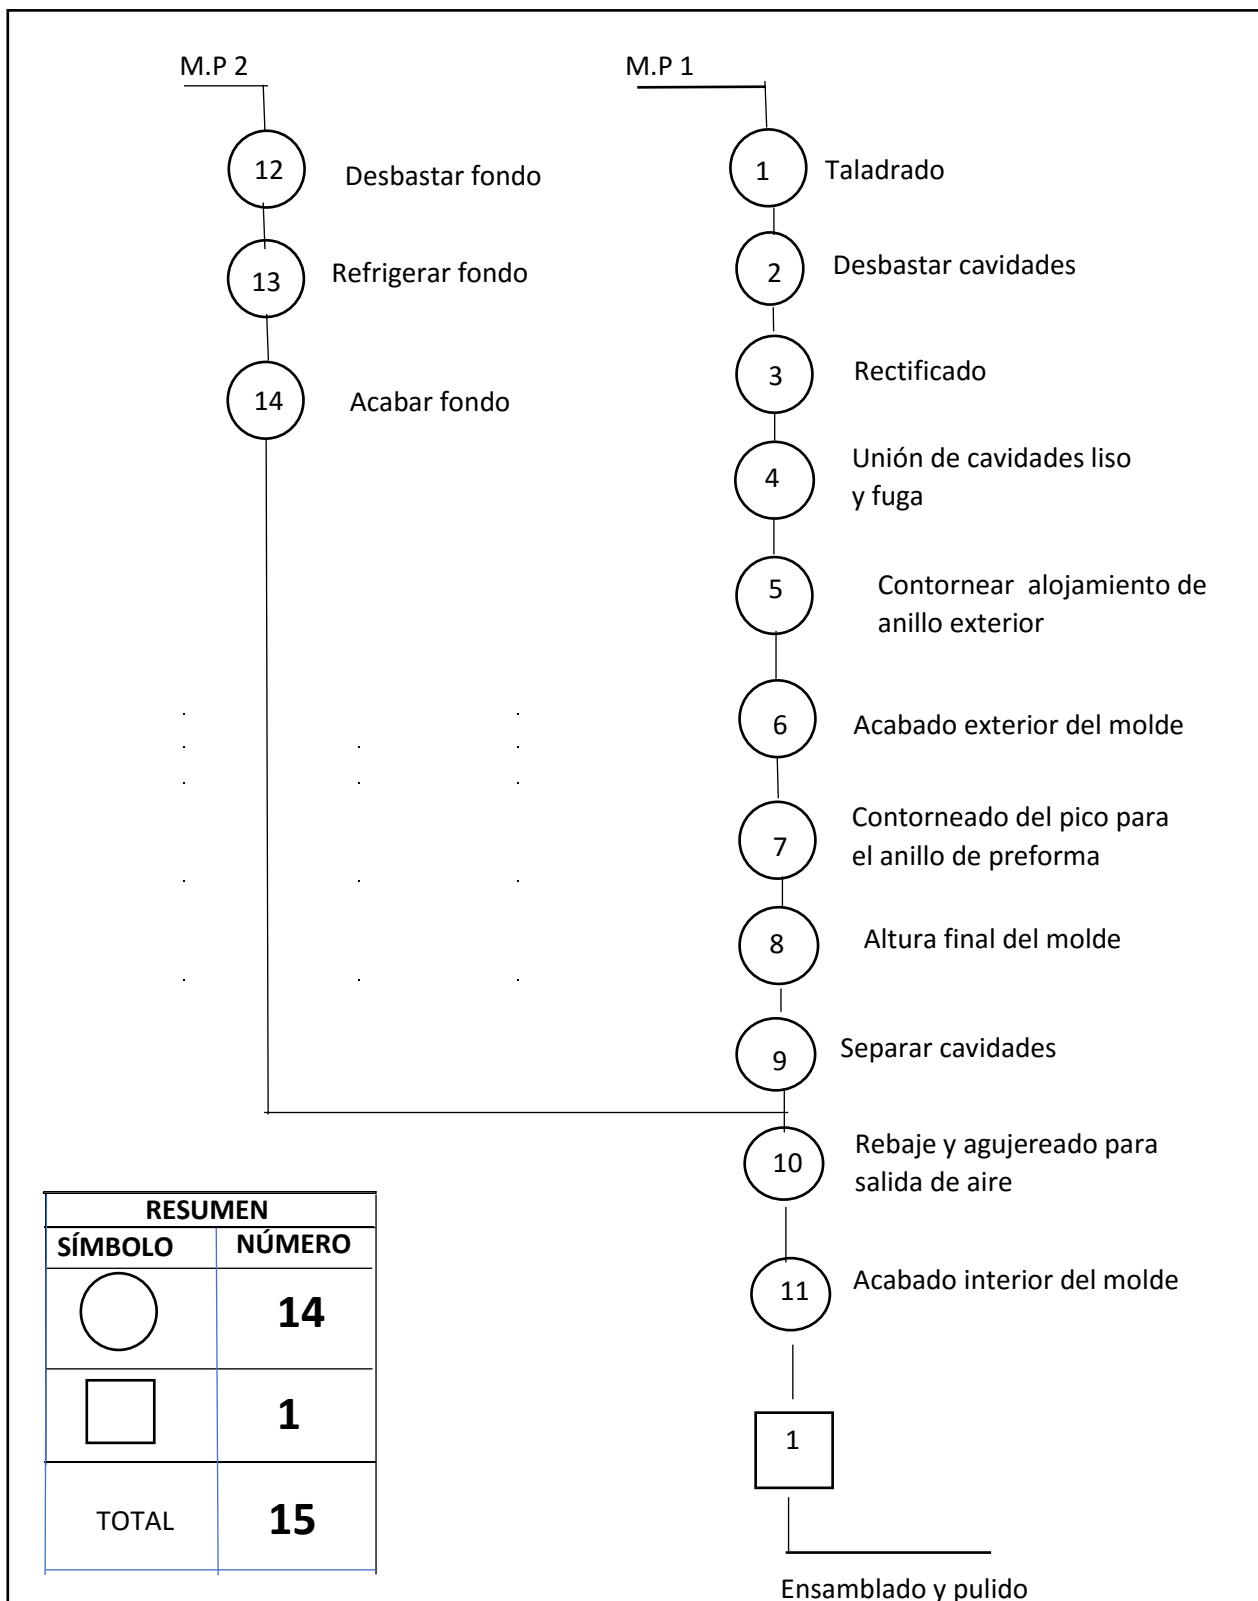 M.P 2
12
Desbastar fondo
13
Refrigerar fondo
14
Acabar fondo
M.P 1
1
Taladrado
2
Desbastar cavidades
3
Rectificado
4
Unión de cavidades liso
y fuga
5
Contornear alojamiento de
anillo exterior
6
Acabado exterior del molde
7
Contorneado del pico para
el anillo de preforma
8
Altura final del molde
9
Separar cavidades
10
Rebaje y agujereado para
salida de aire
11
Acabado interior del molde
1
Ensamblado y pulido
RESUMEN
SÍMBOLO NÚMERO
14
1
TOTAL 15